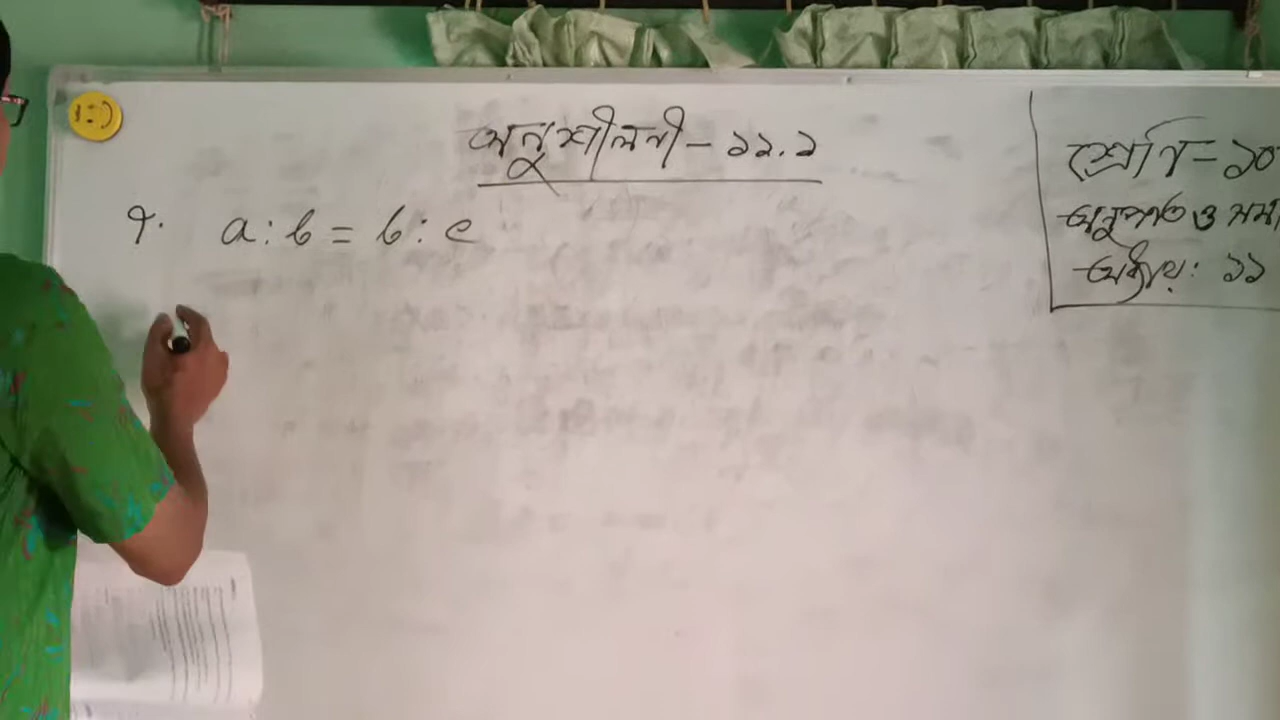 অনুশীলনী - ১১.১
৭. a : b = b : c
শ্রেণি - ১০
অনুপাত ও সমা
অধ্যায়: ১১